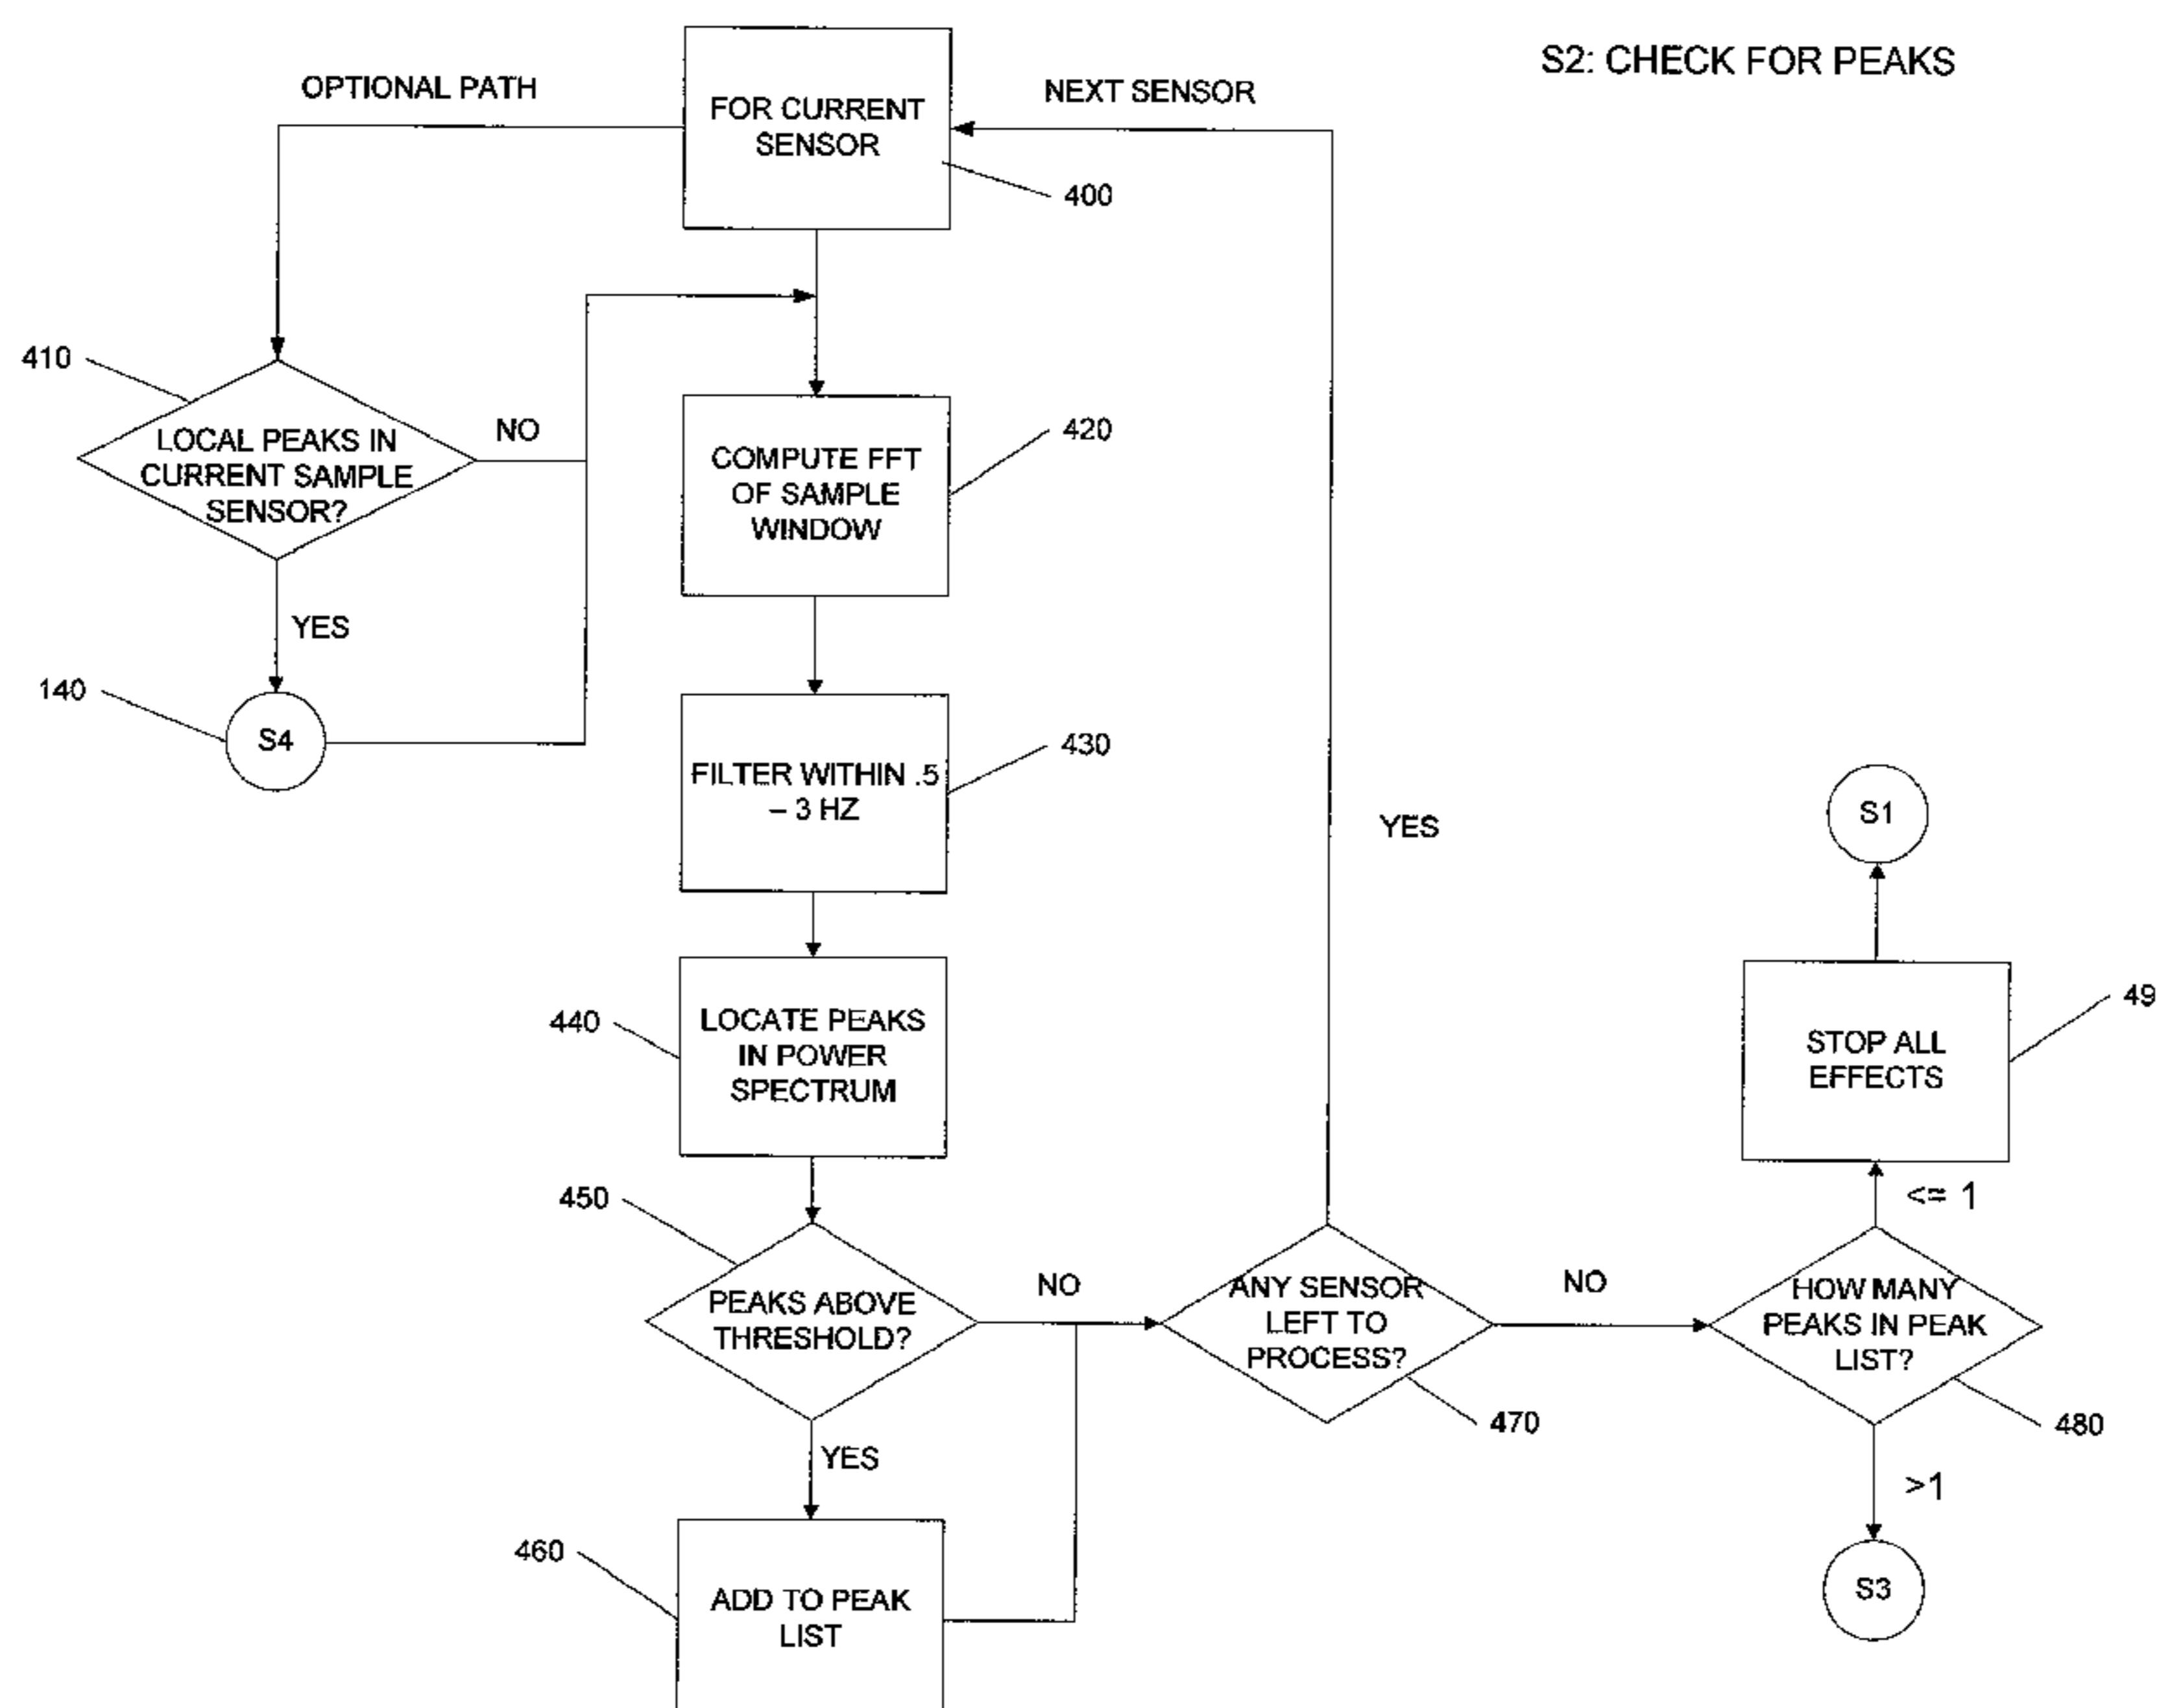 S2: CHECK FOR PEAKS
OPTIONAL PATH
FOR CURRENT
SENSOR
NEXT SENSOR
400
410
LOCAL PEAKS IN
CURRENT SAMPLE
SENSOR?
NO
YES
140
S4
COMPUTE FFT
OF SAMPLE
WINDOW
420
FILTER WITHIN .5
– 3 HZ
430
440
LOCATE PEAKS
IN POWER
SPECTRUM
450
PEAKS ABOVE
THRESHOLD?
NO
YES
460
ADD TO PEAK
LIST
YES
ANY SENSOR
LEFT TO
PROCESS?
470
NO
HOW MANY
PEAKS IN PEAK
LIST?
480
<= 1
STOP ALL
EFFECTS
49
S1
>1
S3